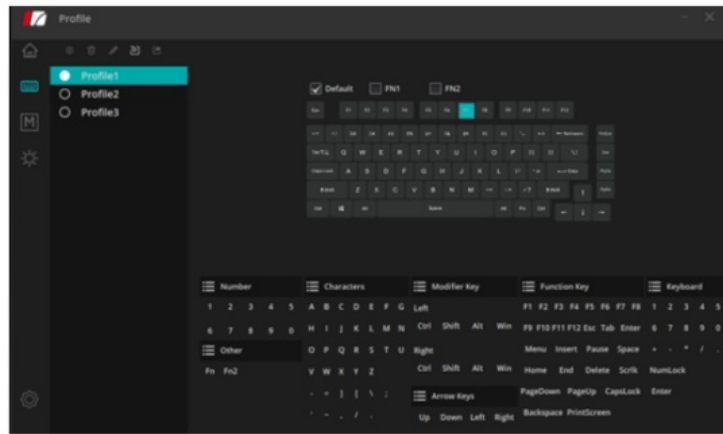 Profile
Profile1
Profile2
Profile3
Default FN1 FN2
Q W E R T Y U I O P
A S D F G H J K L
Z X C V B N M
Number
1 2 3 4 5
6 7 8 9 0
Other
Fn Fn2
Characters
A B C D E F G
H I J K L M N
O P Q R S T U
V W X Y Z
Modifier Key
Left
Ctrl Shift Alt Win
Right
Ctrl Shift Alt Win
Arrow Keys
Up Down Left Right
Function Key
F1 F2 F3 F4 F5 F6 F7 F8
F9 F10 F11 F12 Esc Tab Enter
Menu Insert Pause Space
Home End Delete Scrlk
PageDown PageUp CapsLock
Backspace PrintScreen
Keyboard
1 2 3 4 5
6 7 8 9 0
+ - * / .
NumLock
Enter